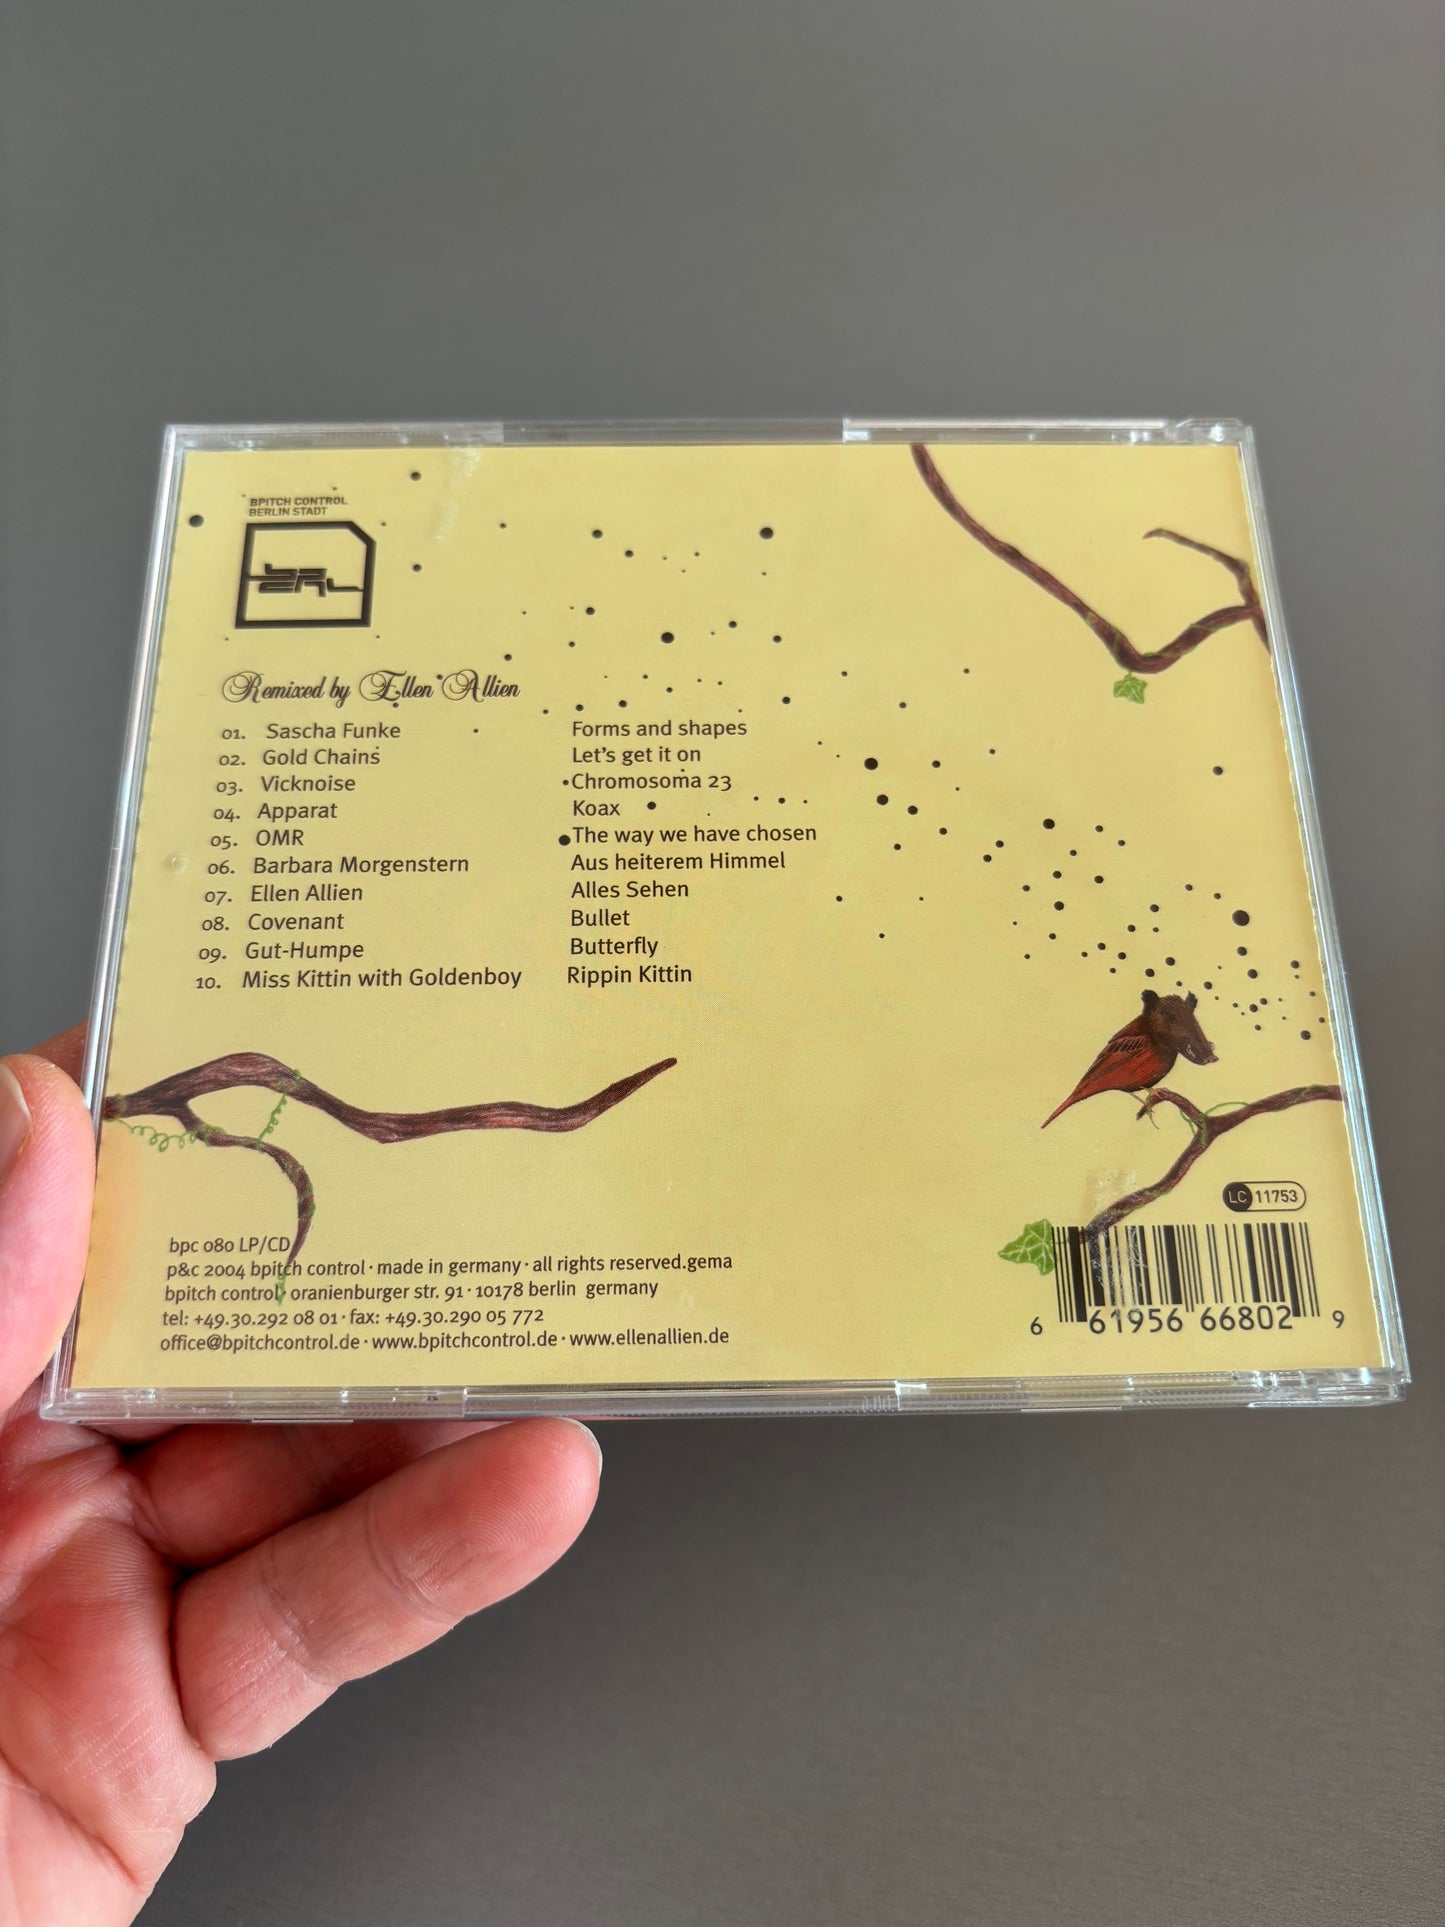 BPITCH CONTROL
BERLIN STADT
Remixed by Ellen Allien
01. Sascha Funke Forms and shapes
02. Gold Chains Let's get it on
03. Vicknoise Chromosoma 23
04. Apparat Koax
05. OMR The way we have chosen
06. Barbara Morgenstern Aus heiterem Himmel
07. Ellen Allien Alles Sehen
08. Covenant Bullet
09. Gut-Humpe Butterfly
10. Miss Kittin with Goldenboy Rippin Kittin
LC 11753
bpc 080 LP/CD
p&c 2004 bpitch control · made in germany · all rights reserved.gema
bpitch control · oranienburger str. 91 · 10178 berlin germany
tel: +49.30.292 08 01 · fax: +49.30.290 05 772
office@bpitchcontrol.de · www.bpitchcontrol.de · www.ellenallien.de
6 61956 66802 9